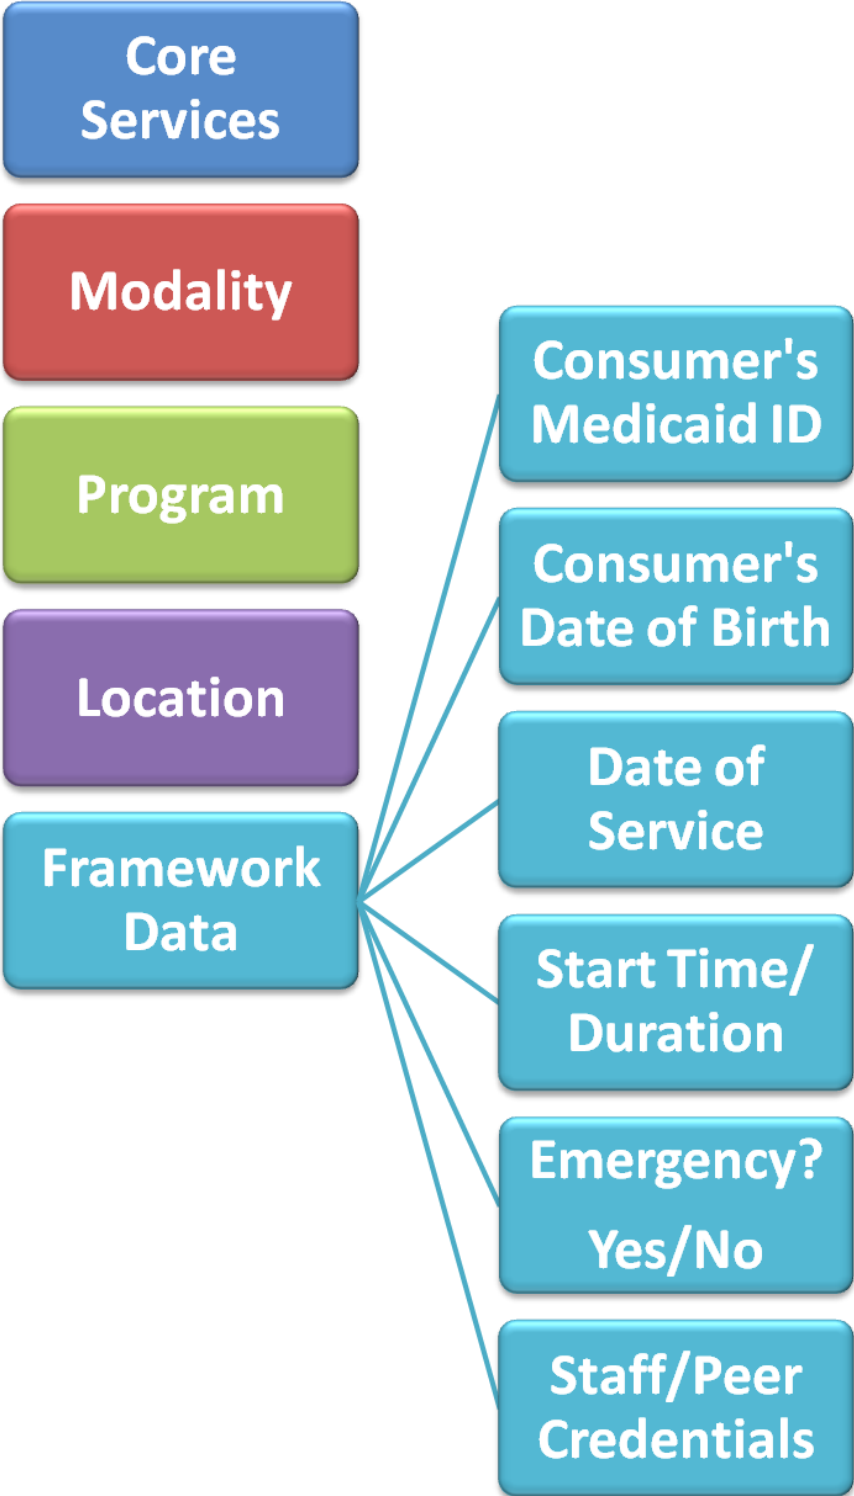 Core
Services
Modality
Program
Location
Framework
Data
Consumer's
Medicaid ID
Consumer's
Date of Birth
Date of
Service
Start Time/
Duration
Emergency?
Yes/No
Staff/Peer
Credentials